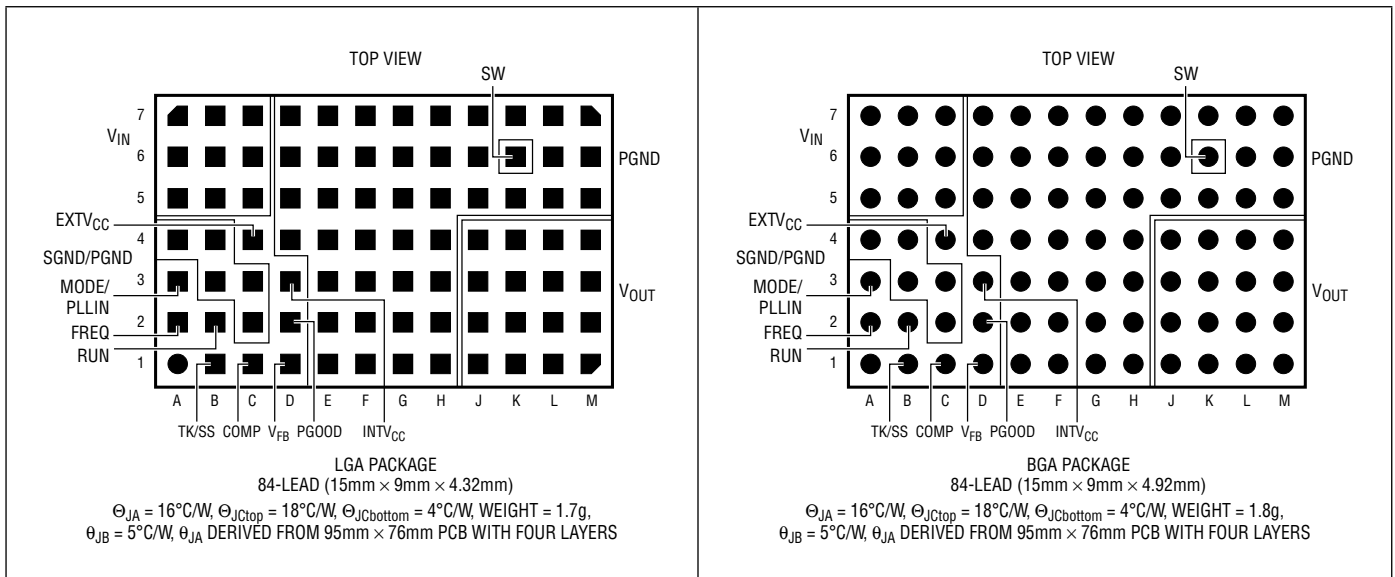 TOP VIEW
SW
7
V_IN
6
PGND
5
EXTV_CC
4
SGND/PGND
MODE/
PLLIN
3
V_OUT
FREQ
2
RUN
1
A B C D E F G H J K L M
TK/SS COMP V_FB PGOOD INTV_CC
LGA PACKAGE
84-LEAD (15mm × 9mm × 4.32mm)
Θ_JA = 16°C/W, Θ_JCtop = 18°C/W, Θ_JCbottom = 4°C/W, WEIGHT = 1.7g,
θ_JB = 5°C/W, θ_JA DERIVED FROM 95mm × 76mm PCB WITH FOUR LAYERS
TOP VIEW
SW
7
V_IN
6
PGND
5
EXTV_CC
4
SGND/PGND
MODE/
PLLIN
3
V_OUT
FREQ
2
RUN
1
A B C D E F G H J K L M
TK/SS COMP V_FB PGOOD INTV_CC
BGA PACKAGE
84-LEAD (15mm × 9mm × 4.92mm)
Θ_JA = 16°C/W, Θ_JCtop = 18°C/W, Θ_JCbottom = 4°C/W, WEIGHT = 1.8g,
θ_JB = 5°C/W, θ_JA DERIVED FROM 95mm × 76mm PCB WITH FOUR LAYERS